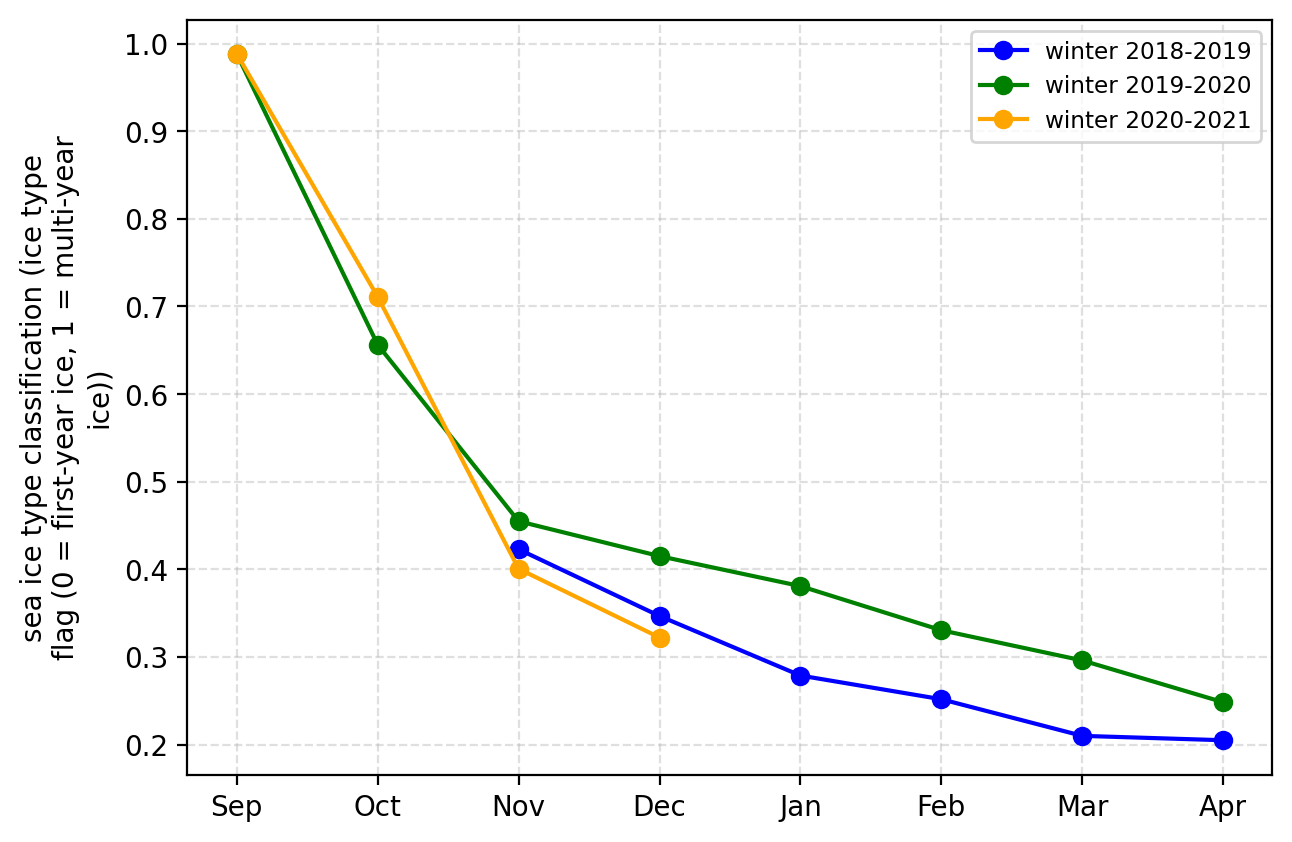 sea ice type classification (ice type
flag (0 = first-year ice, 1 = multi-year
ice))
1.0
0.9
0.8
0.7
0.6
0.5
0.4
0.3
0.2
Sep Oct Nov Dec Jan Feb Mar Apr
winter 2018-2019
winter 2019-2020
winter 2020-2021